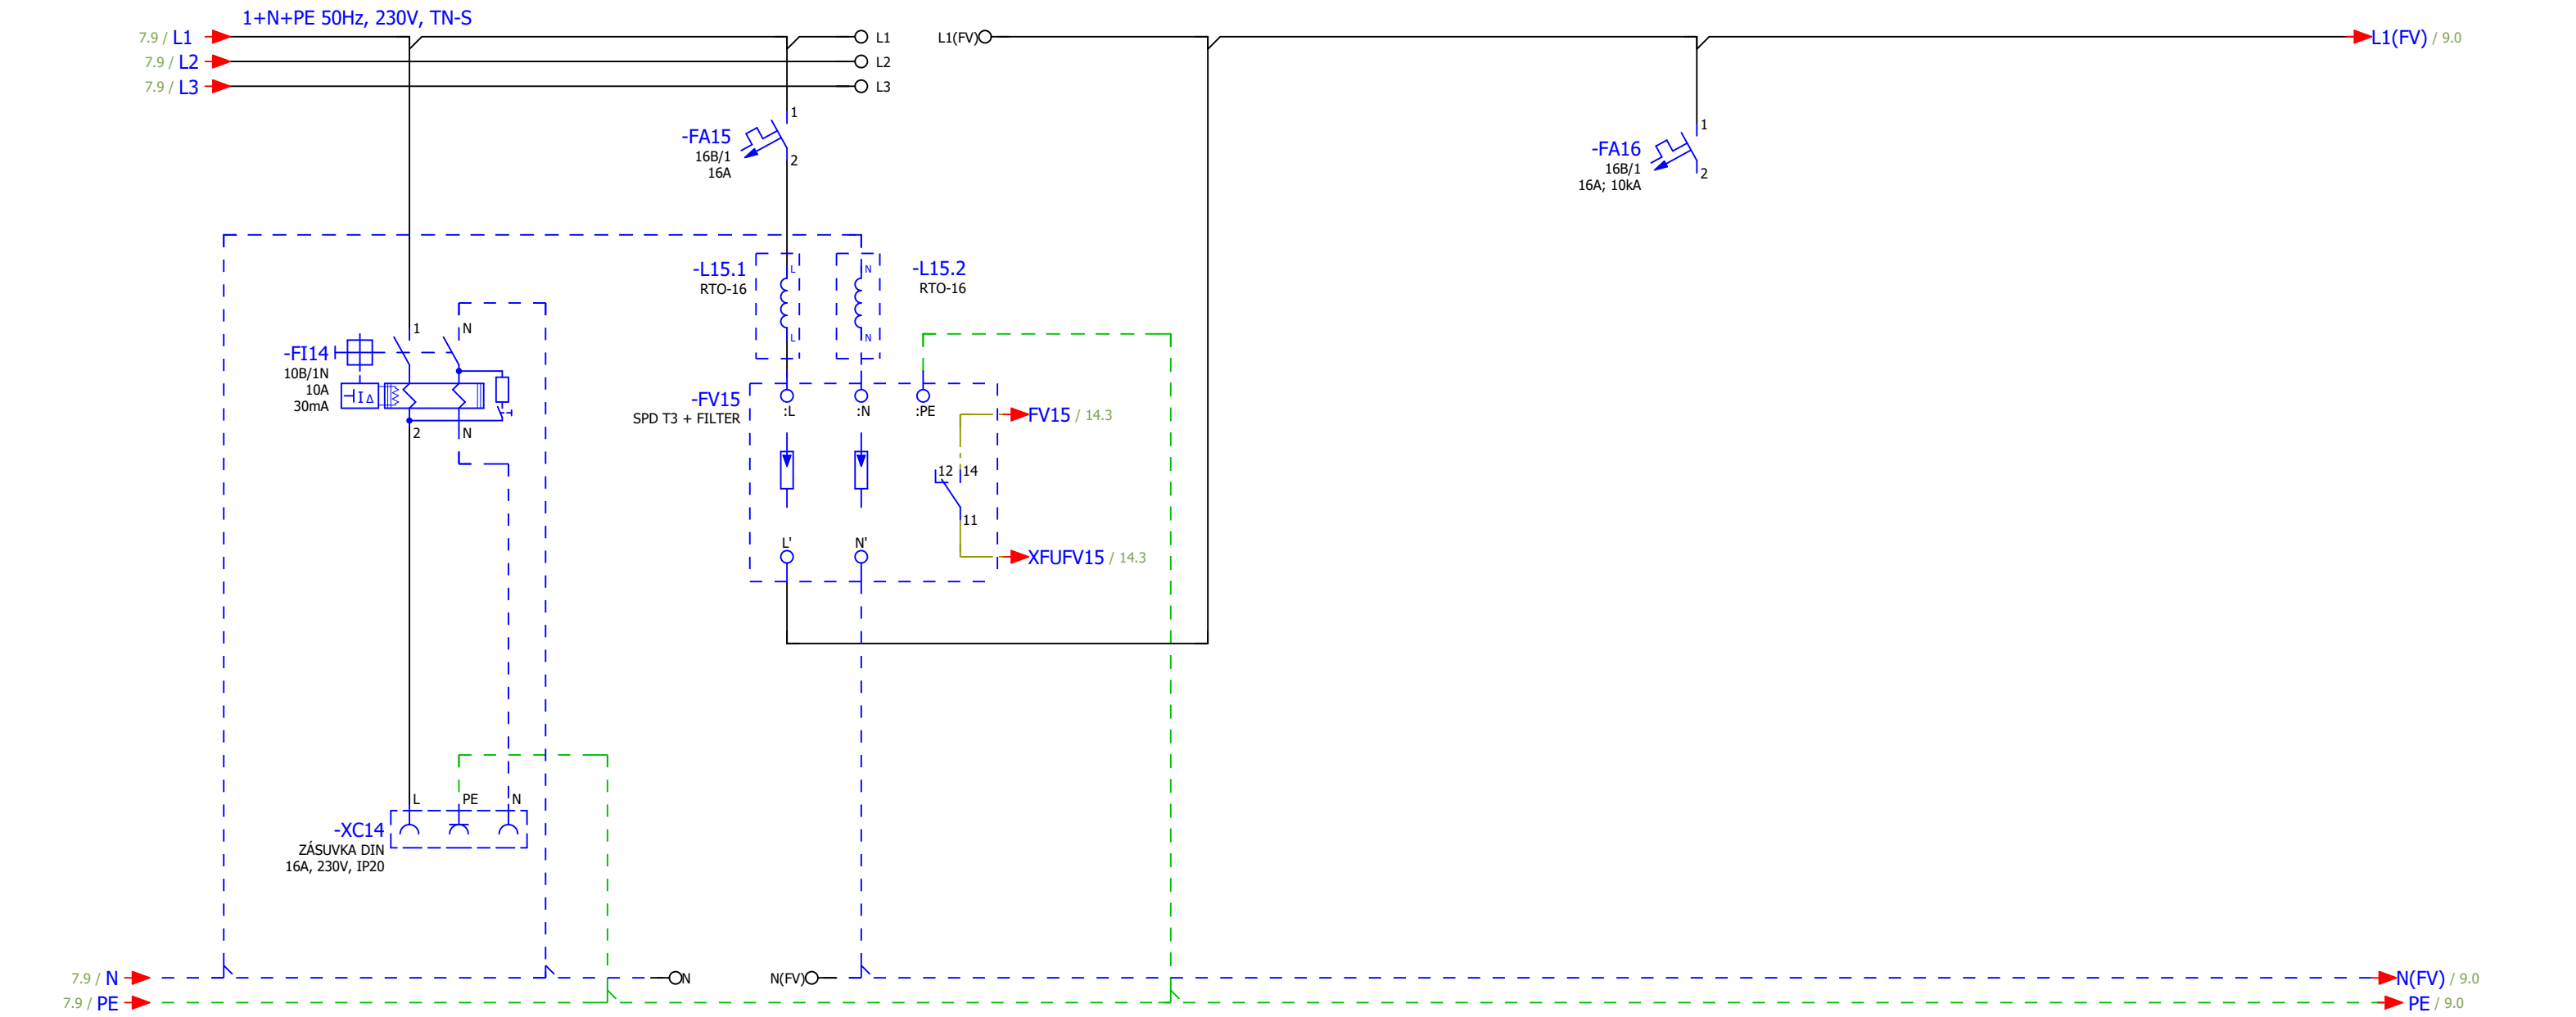 1+N+PE 50Hz, 230V, TN-S
7.9 / L1
L1
L1(FV)
L1(FV) / 9.0
7.9 / L2
L2
7.9 / L3
L3
1
-FA15
16B/1
16A
2
1
-FA16
16B/1
16A; 10kA
2
-L15.1
RTO-16
L
L
N
N
-L15.2
RTO-16
1
N
-FI14
10B/1N
10A
30mA
I Δ
2
N
-FV15
SPD T3 + FILTER
:L
:N
:PE
FV15 / 14.3
12
14
11
L'
N'
XFUFV15 / 14.3
L
PE
N
-XC14
ZÁSUVKA DIN
16A, 230V, IP20
7.9 / N
N
N(FV)
N(FV) / 9.0
7.9 / PE
PE / 9.0